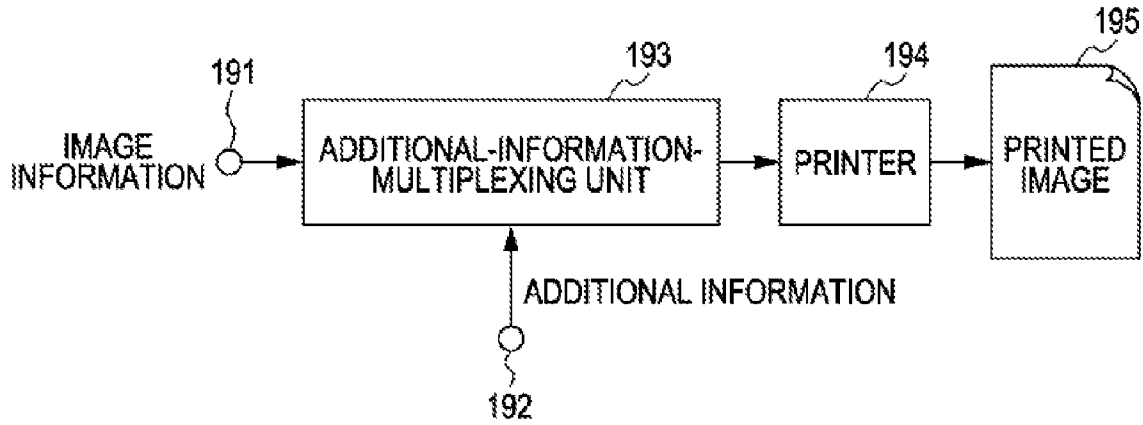 195
193
194
191
IMAGE
INFORMATION
ADDITIONAL-INFORMATION-
MULTIPLEXING UNIT
PRINTER
PRINTED
IMAGE
ADDITIONAL INFORMATION
192